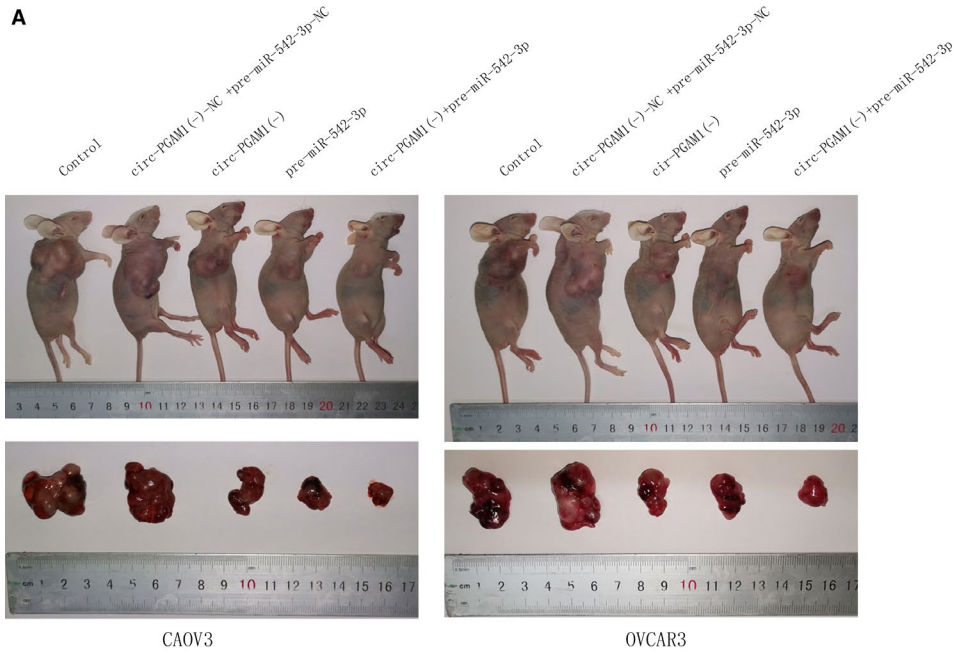 A
Control
circ-PGAM1(-)-NC +pre-miR-542-3p-NC
circ-PGAM1(-)
pre-miR-542-3p
circ-PGAM1(-)+pre-miR-542-3p
Control
circ-PGAM1(-)+pre-miR-542-3p-NC
cir-PGAM1(-)
pre-miR-542-3p
circ-PGAM1(-)+pre-miR-542-3p
3 4 5 6 7 8 9 10 11 12 13 14 15 16 17 18 19 20 21 22 23 24 2
cm 1 2 3 4 5 6 7 8 9 10 11 12 13 14 15 16 17 18 19 20 2
cm 1 2 3 4 5 6 7 8 9 10 11 12 13 14 15 16 17
cm 1 2 3 4 5 6 7 8 9 10 11 12 13 14 15 16 17
CAOV3
OVCAR3